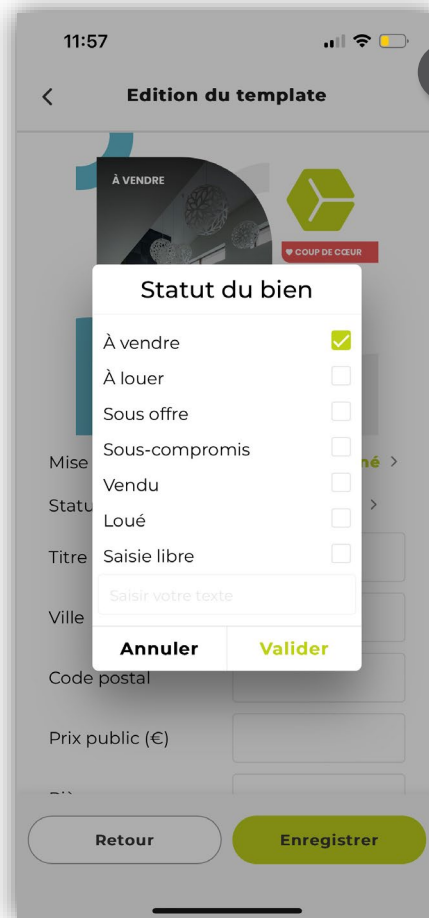 11:57
Edition du template
À VENDRE
COUP DE CŒUR
Statut du bien
À vendre
À louer
Sous offre
Sous-compromis
Vendu
Loué
Saisie libre
Saisir votre texte
Annuler
Valider
Mise
né >
Statu
>
Titre
Ville
Code postal
Prix public (€)
Retour
Enregistrer